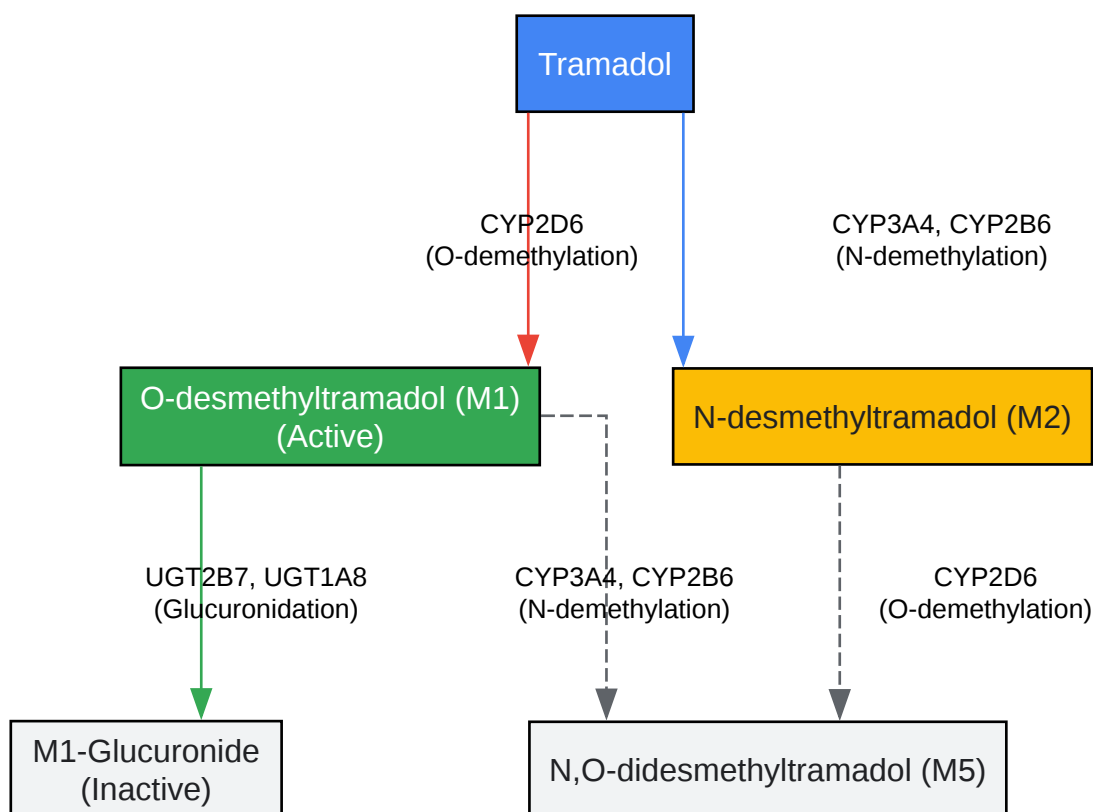 Tramadol
CYP2D6
(O-demethylation)
CYP3A4, CYP2B6
(N-demethylation)
O-desmethyltramadol (M1)
(Active)
N-desmethyltramadol (M2)
UGT2B7, UGT1A8
(Glucuronidation)
CYP3A4, CYP2B6
(N-demethylation)
CYP2D6
(O-demethylation)
M1-Glucuronide
(Inactive)
N,O-didesmethyltramadol (M5)